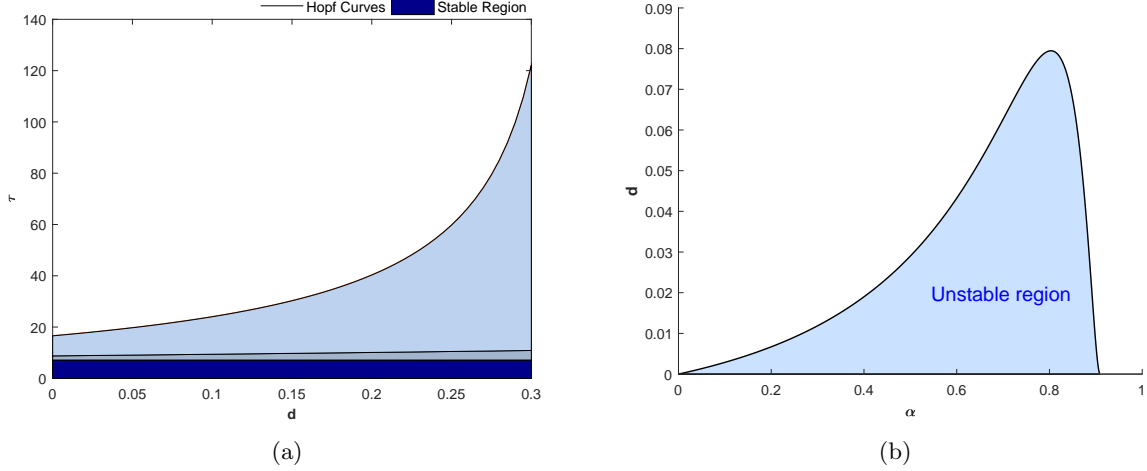 Hopf Curves Stable Region
140
120
100
80
60
40
20
0
τ
0 0.05 0.1 0.15 0.2 0.25 0.3
d
(a)
0.09
0.08
0.07
0.06
0.05
0.04
0.03
0.02
0.01
0
d
Unstable region
0 0.2 0.4 0.6 0.8 1
α
(b)